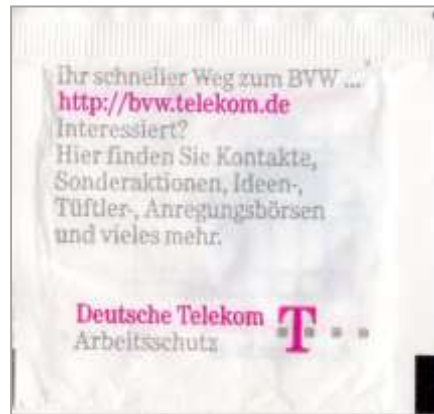 Ihr schneller Weg zum BVW ...
http://bvw.telekom.de
Interessiert?
Hier finden Sie Kontakte,
Sonderaktionen, Ideen-,
Tüftler-, Anregungsbörsen
und vieles mehr.
Deutsche Telekom
Arbeitsschutz
T